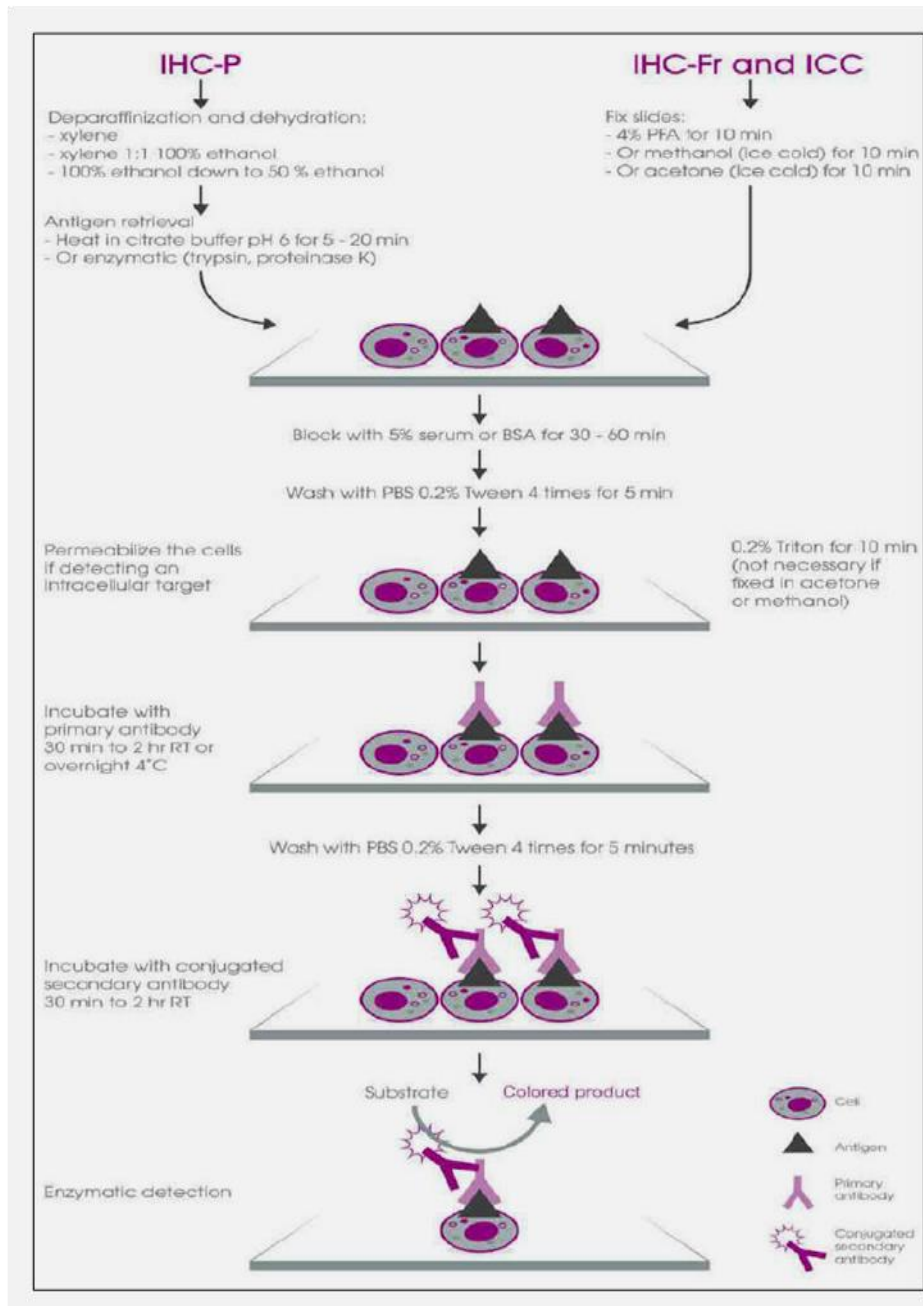 IHC-P
Deparaffinization and dehydration:
- xylene
- xylene 1:1 100% ethanol
- 100% ethanol down to 50 % ethanol
Antigen retrieval
- Heat in citrate buffer pH 6 for 5 - 20 min
- Or enzymatic (trypsin, proteinase K)
IHC-Fr and ICC
Fix slides:
- 4% PFA for 10 min
- Or methanol (ice cold) for 10 min
- Or acetone (ice cold) for 10 min
Block with 5% serum or BSA for 30 - 60 min
Wash with PBS 0.2% Tween 4 times for 5 min
Permeabilize the cells
if detecting an
intracellular target
0.2% Triton for 10 min
(not necessary if
fixed in acetone
or methanol)
Incubate with
primary antibody
30 min to 2 hr RT or
overnight 4°C
Wash with PBS 0.2% Tween 4 times for 5 minutes
Incubate with conjugated
secondary antibody
30 min to 2 hr RT
Substrate
Colored product
Enzymatic detection
Cell
Antigen
Primary
antibody
Conjugated
secondary
antibody